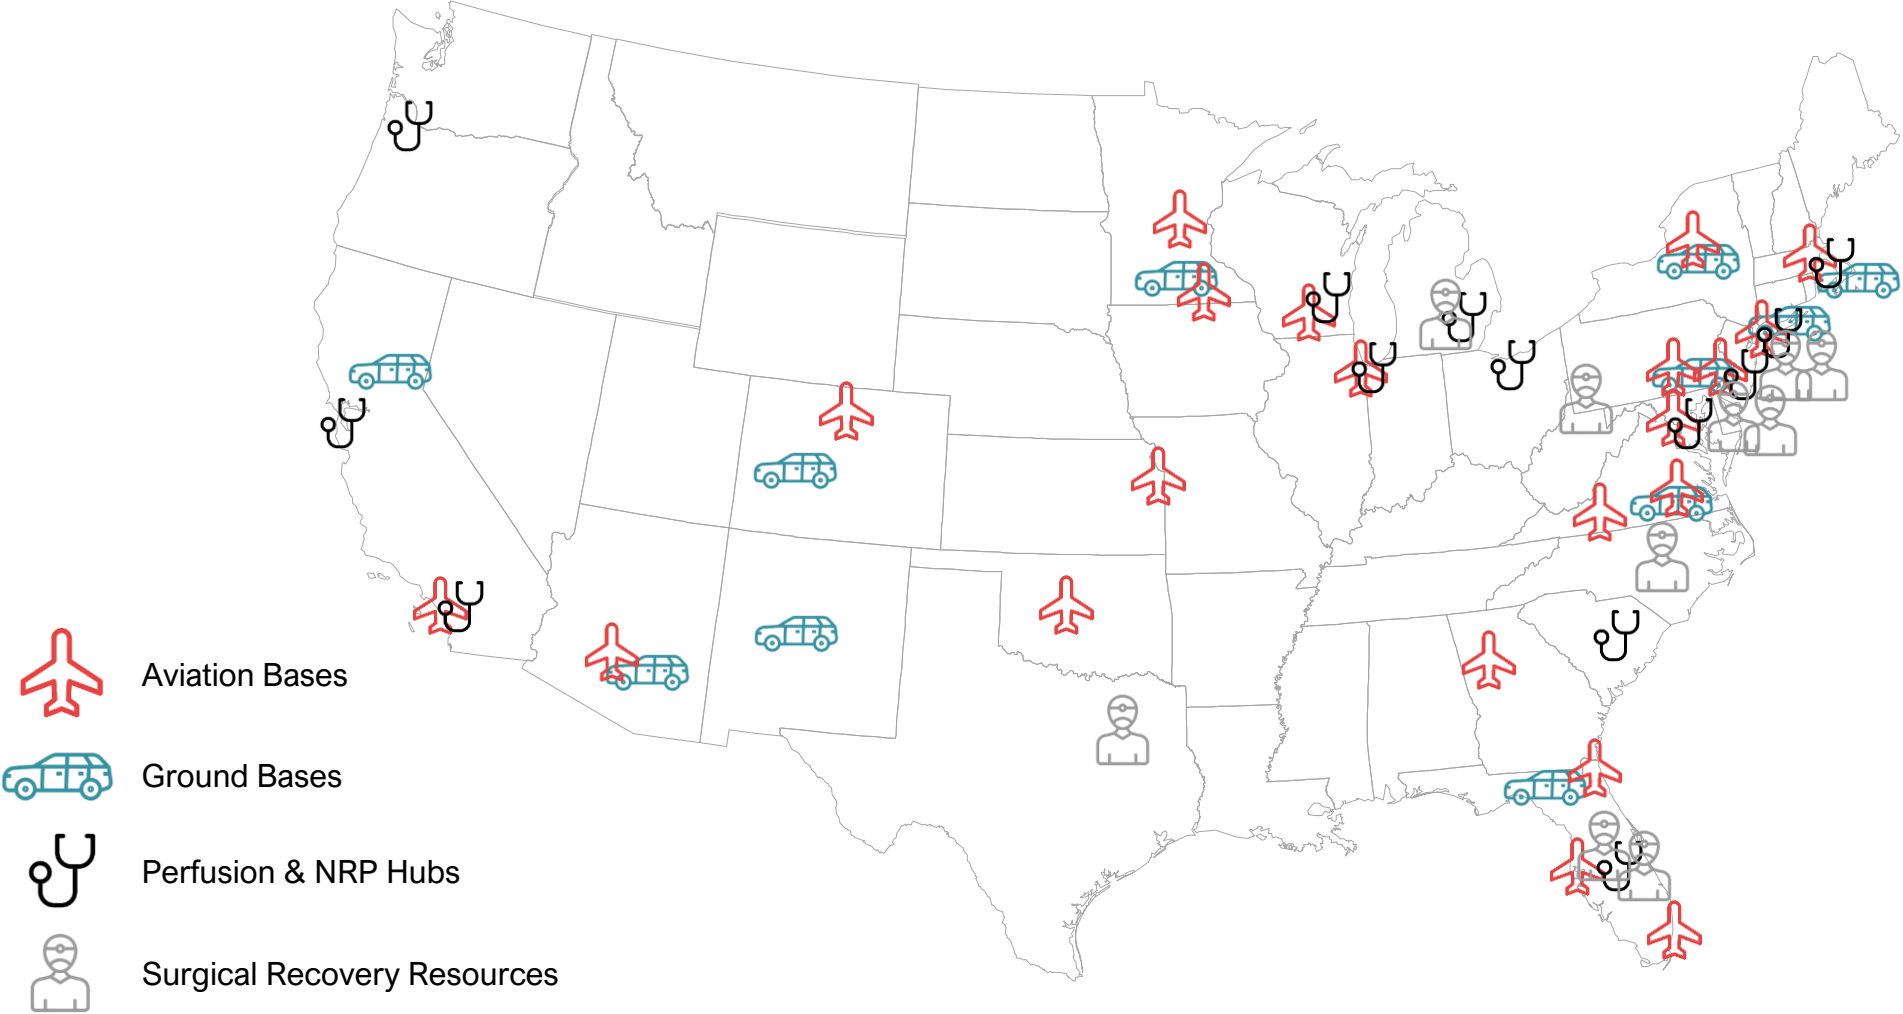 Aviation Bases
Ground Bases
Perfusion & NRP Hubs
Surgical Recovery Resources